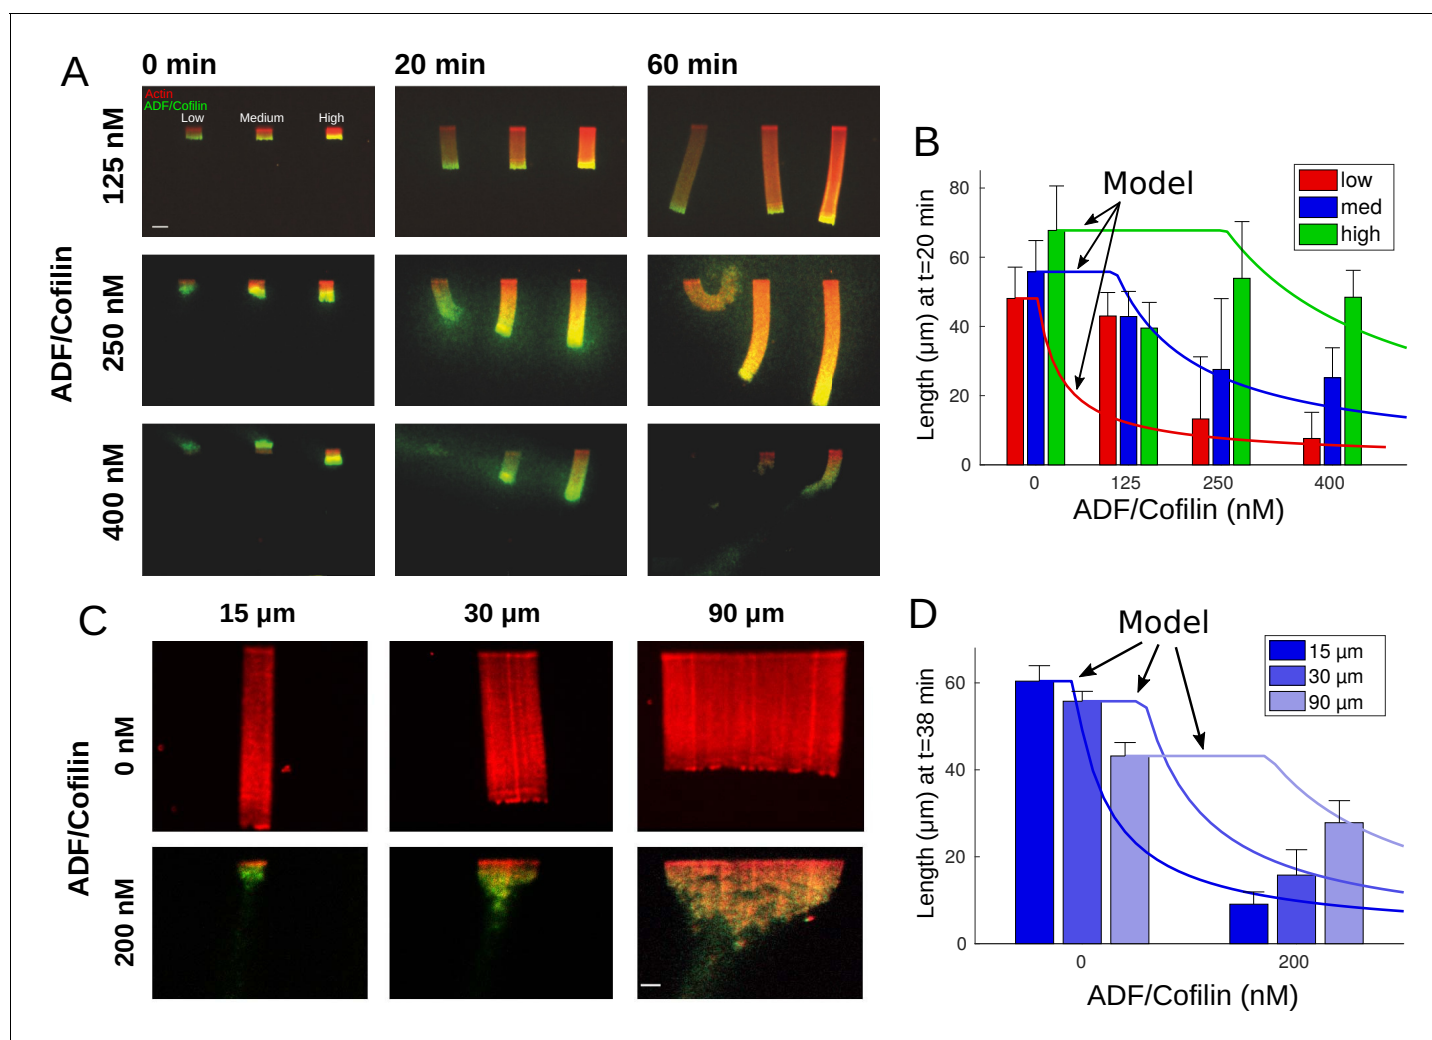 A
0 min
20 min
60 min
Actin
ADF/Cofilin
Low
Medium
High
ADF/Cofilin
125 nM
250 nM
400 nM
B
Model
low
med
high
Length (µm) at t=20 min
80
60
40
20
0
0
125
250
400
ADF/Cofilin (nM)
C
15 µm
30 µm
90 µm
ADF/Cofilin
0 nM
200 nM
D
Model
15 µm
30 µm
90 µm
Length (µm) at t=38 min
60
40
20
0
0
200
ADF/Cofilin (nM)